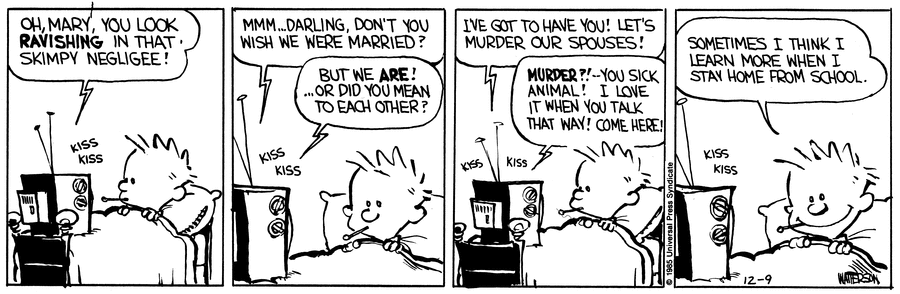 OH, MARY, YOU LOOK
RAVISHING IN THAT
SKIMPY NEGLIGEE!
KISS
KISS
MMM...DARLING, DON'T YOU
WISH WE WERE MARRIED?
BUT WE ARE!
...OR DID YOU MEAN
TO EACH OTHER?
KISS
KISS
I'VE GOT TO HAVE YOU! LET'S
MURDER OUR SPOUSES!
MURDER?!--YOU SICK
ANIMAL! I LOVE
IT WHEN YOU TALK
THAT WAY! COME HERE!
KISS
KISS
© 1985 Universal Press Syndicate
SOMETIMES I THINK I
LEARN MORE WHEN I
STAY HOME FROM SCHOOL.
KISS
KISS
12-9
WATTERSON